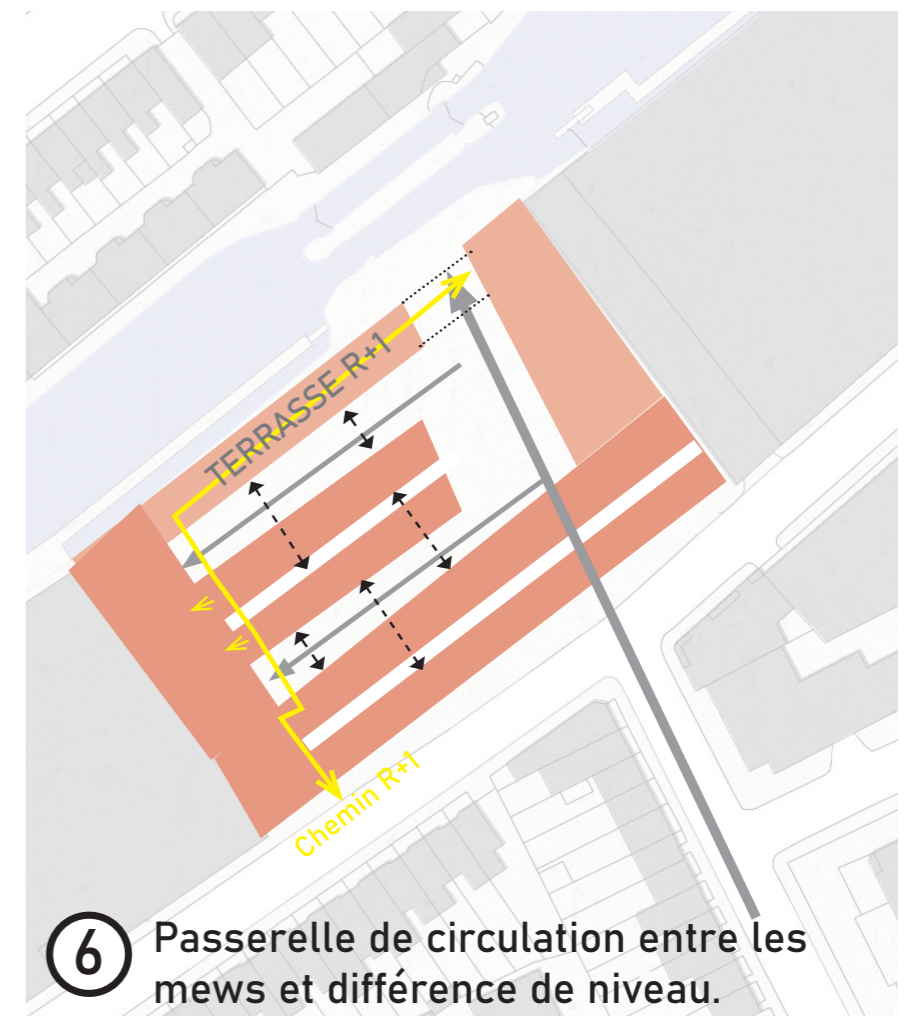 TERRASSE R+1
Chemin R+1
6
Passerelle de circulation entre les
mews et différence de niveau.